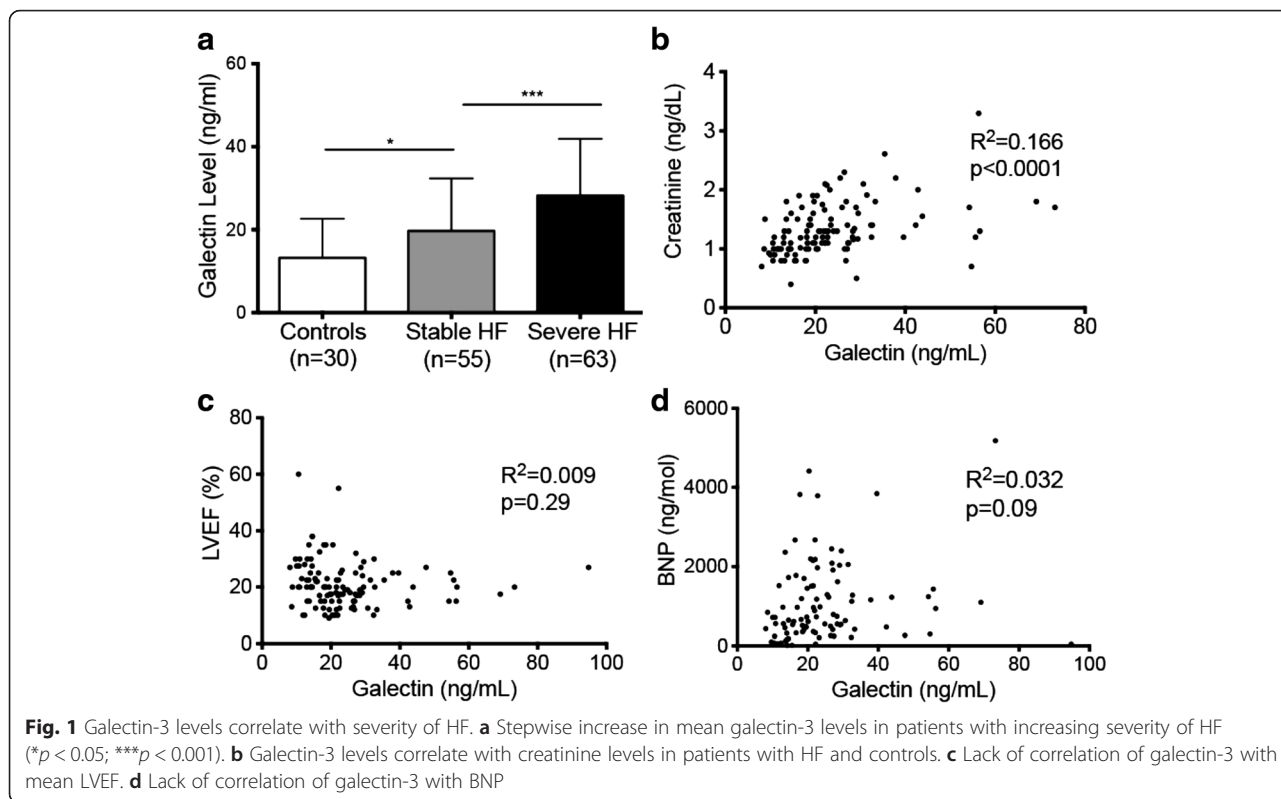 a
Galectin Level (ng/ml)
60
40
20
0
*
***
Controls
(n=30)
Stable HF
(n=55)
Severe HF
(n=63)
b
Creatinine (ng/dL)
4
3
2
1
0
R²=0.166
p<0.0001
0 20 40 60 80
Galectin (ng/mL)
c
LVEF (%)
80
60
40
20
0
R²=0.009
p=0.29
0 20 40 60 80 100
Galectin (ng/mL)
d
BNP (ng/mol)
6000
4000
2000
0
R²=0.032
p=0.09
0 20 40 60 80 100
Galectin (ng/mL)
Fig. 1 Galectin-3 levels correlate with severity of HF. a Stepwise increase in mean galectin-3 levels in patients with increasing severity of HF
(*p < 0.05; ***p < 0.001). b Galectin-3 levels correlate with creatinine levels in patients with HF and controls. c Lack of correlation of galectin-3 with
mean LVEF. d Lack of correlation of galectin-3 with BNP